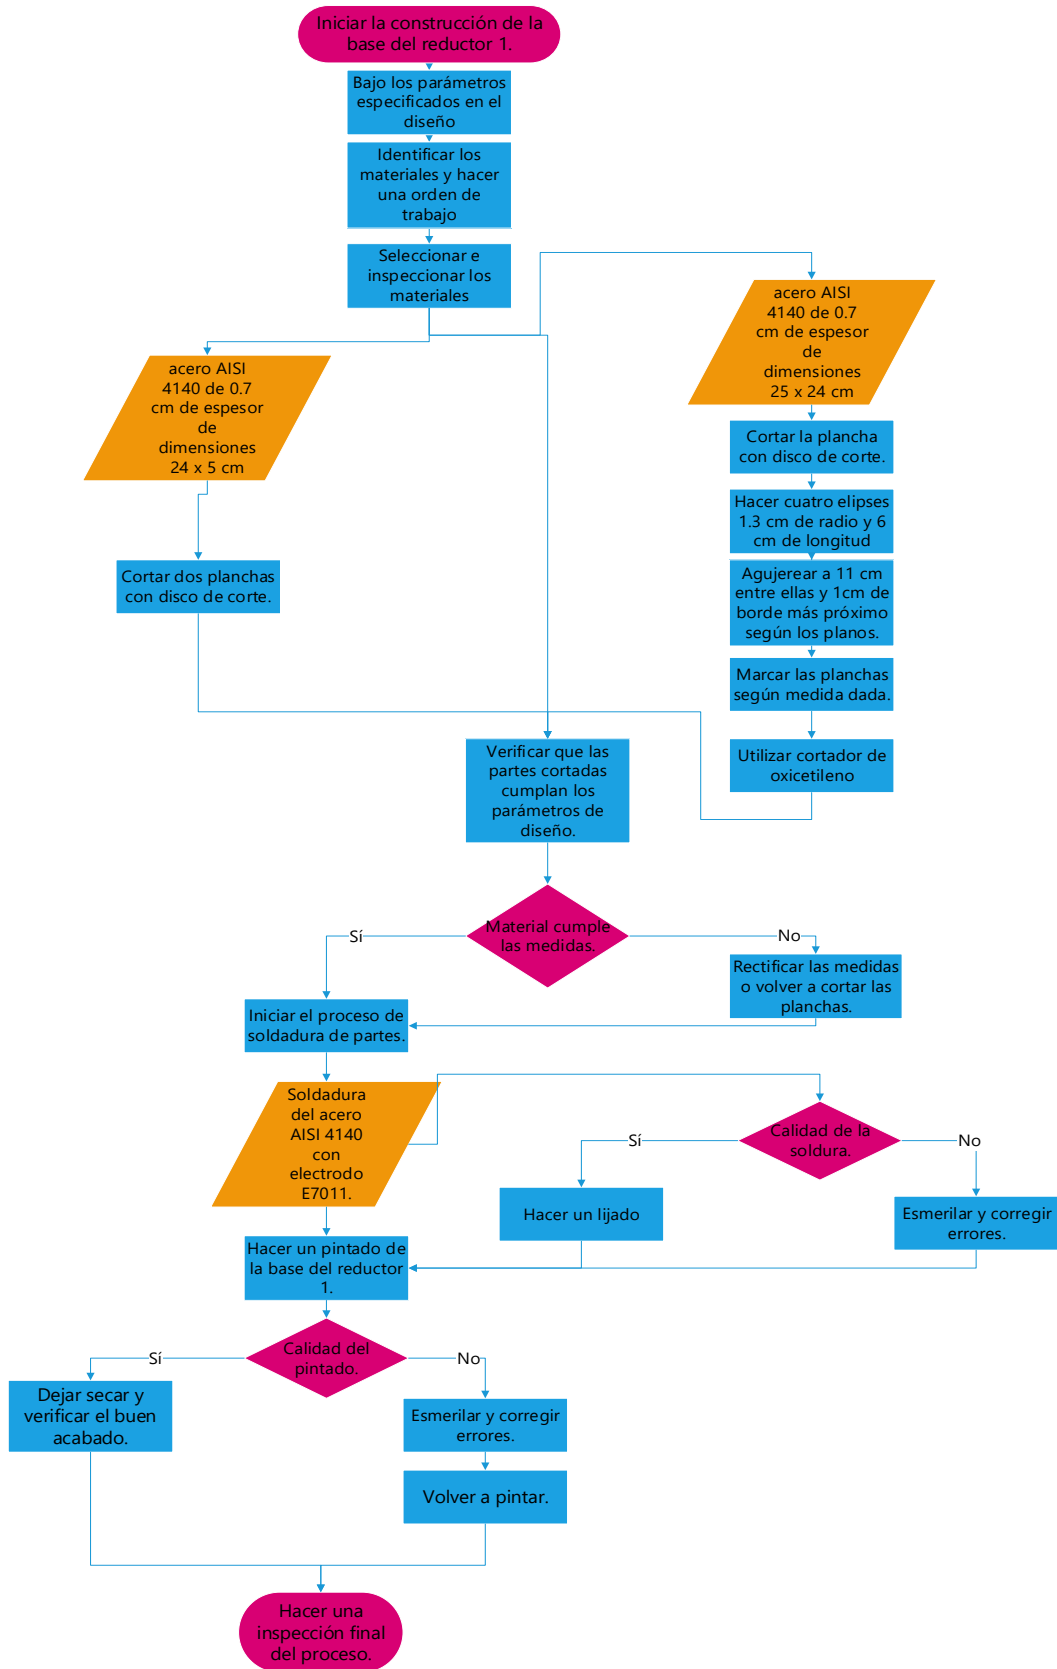 Iniciar la construcción de la
base del reductor 1.
Bajo los parámetros
especificados en el
diseño
Identificar los
materiales y hacer
una orden de
trabajo
Seleccionar e
inspeccionar los
materiales
acero AISI
4140 de 0.7
cm de espesor
de
dimensiones
24 x 5 cm
Cortar dos planchas
con disco de corte.
acero AISI
4140 de 0.7
cm de espesor
de
dimensiones
25 x 24 cm
Cortar la plancha
con disco de corte.
Hacer cuatro elipses
1.3 cm de radio y 6
cm de longitud
Agujerear a 11 cm
entre ellas y 1cm de
borde más próximo
según los planos.
Marcar las planchas
según medida dada.
Utilizar cortador de
oxicetileno
Verificar que las
partes cortadas
cumplan los
parámetros de
diseño.
Material cumple
las medidas.
Sí
No
Rectificar las medidas
o volver a cortar las
planchas.
Iniciar el proceso de
soldadura de partes.
Soldadura
del acero
AISI 4140
con
electrodo
E7011.
Calidad de la
soldura.
Sí
No
Hacer un lijado
Esmerilar y corregir
errores.
Hacer un pintado de
la base del reductor
1.
Calidad del
pintado.
Sí
No
Dejar secar y
verificar el buen
acabado.
Esmerilar y corregir
errores.
Volver a pintar.
Hacer una
inspección final
del proceso.